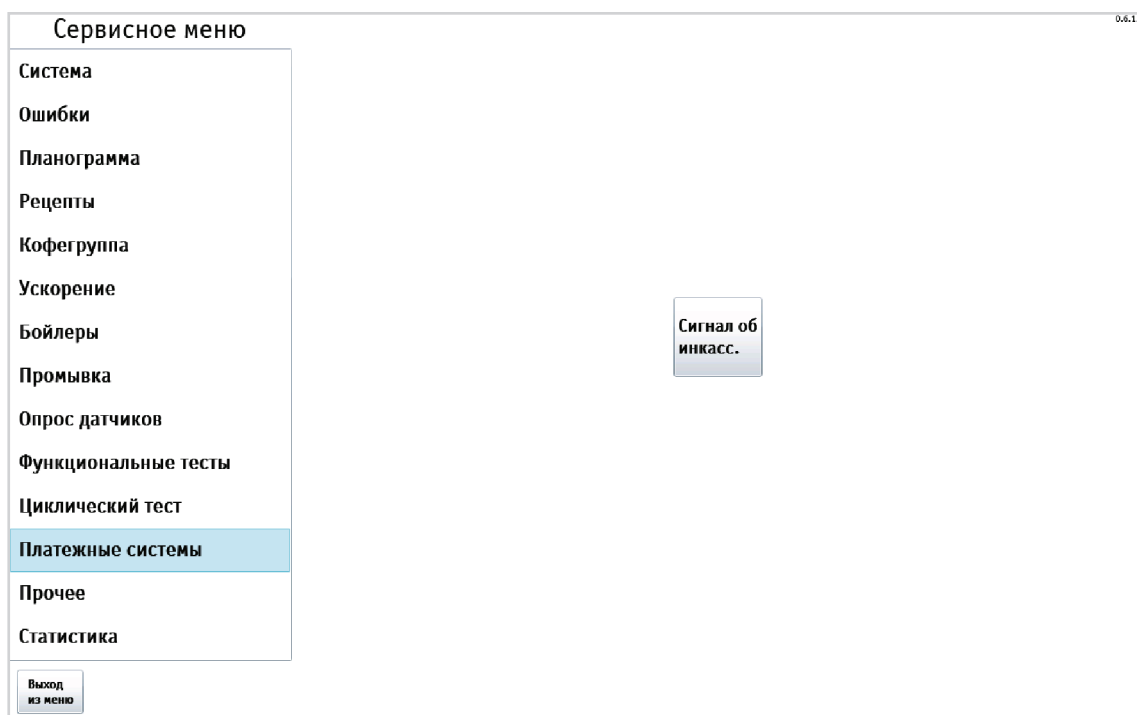 Сервисное меню
0.6.1
Система
Ошибки
Планограмма
Рецепты
Кофегруппа
Ускорение
Бойлеры
Сигнал об
инкасс.
Промывка
Опрос датчиков
Функциональные тесты
Циклический тест
Платежные системы
Прочее
Статистика
Выход
из меню